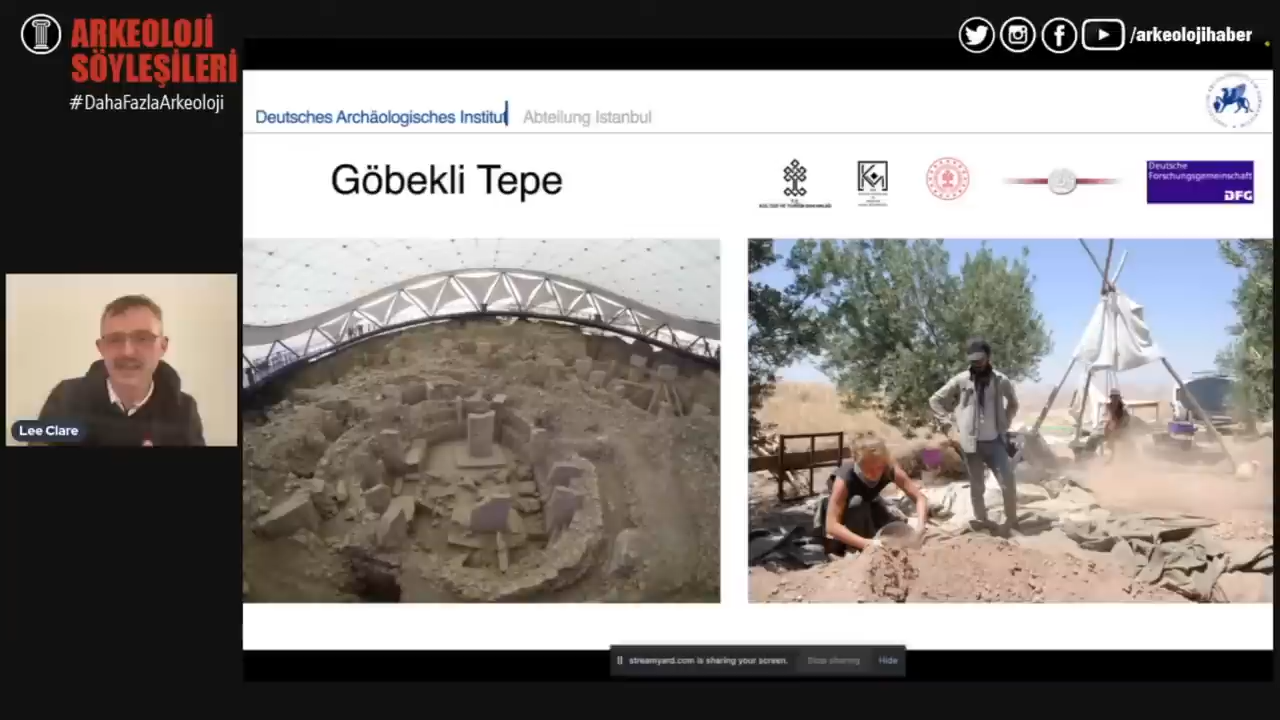 ARKEOLOJİ
SÖYLEŞİLERİ
#DahaFazlaArkeoloji
/arkeolojihaber
Deutsches Archäologisches Institut Abteilung Istanbul
Göbekli Tepe
Deutsche
Forschungsgemeinschaft
DFG
Lee Clare
streamyard.com is sharing your screen. Stop sharing Hide